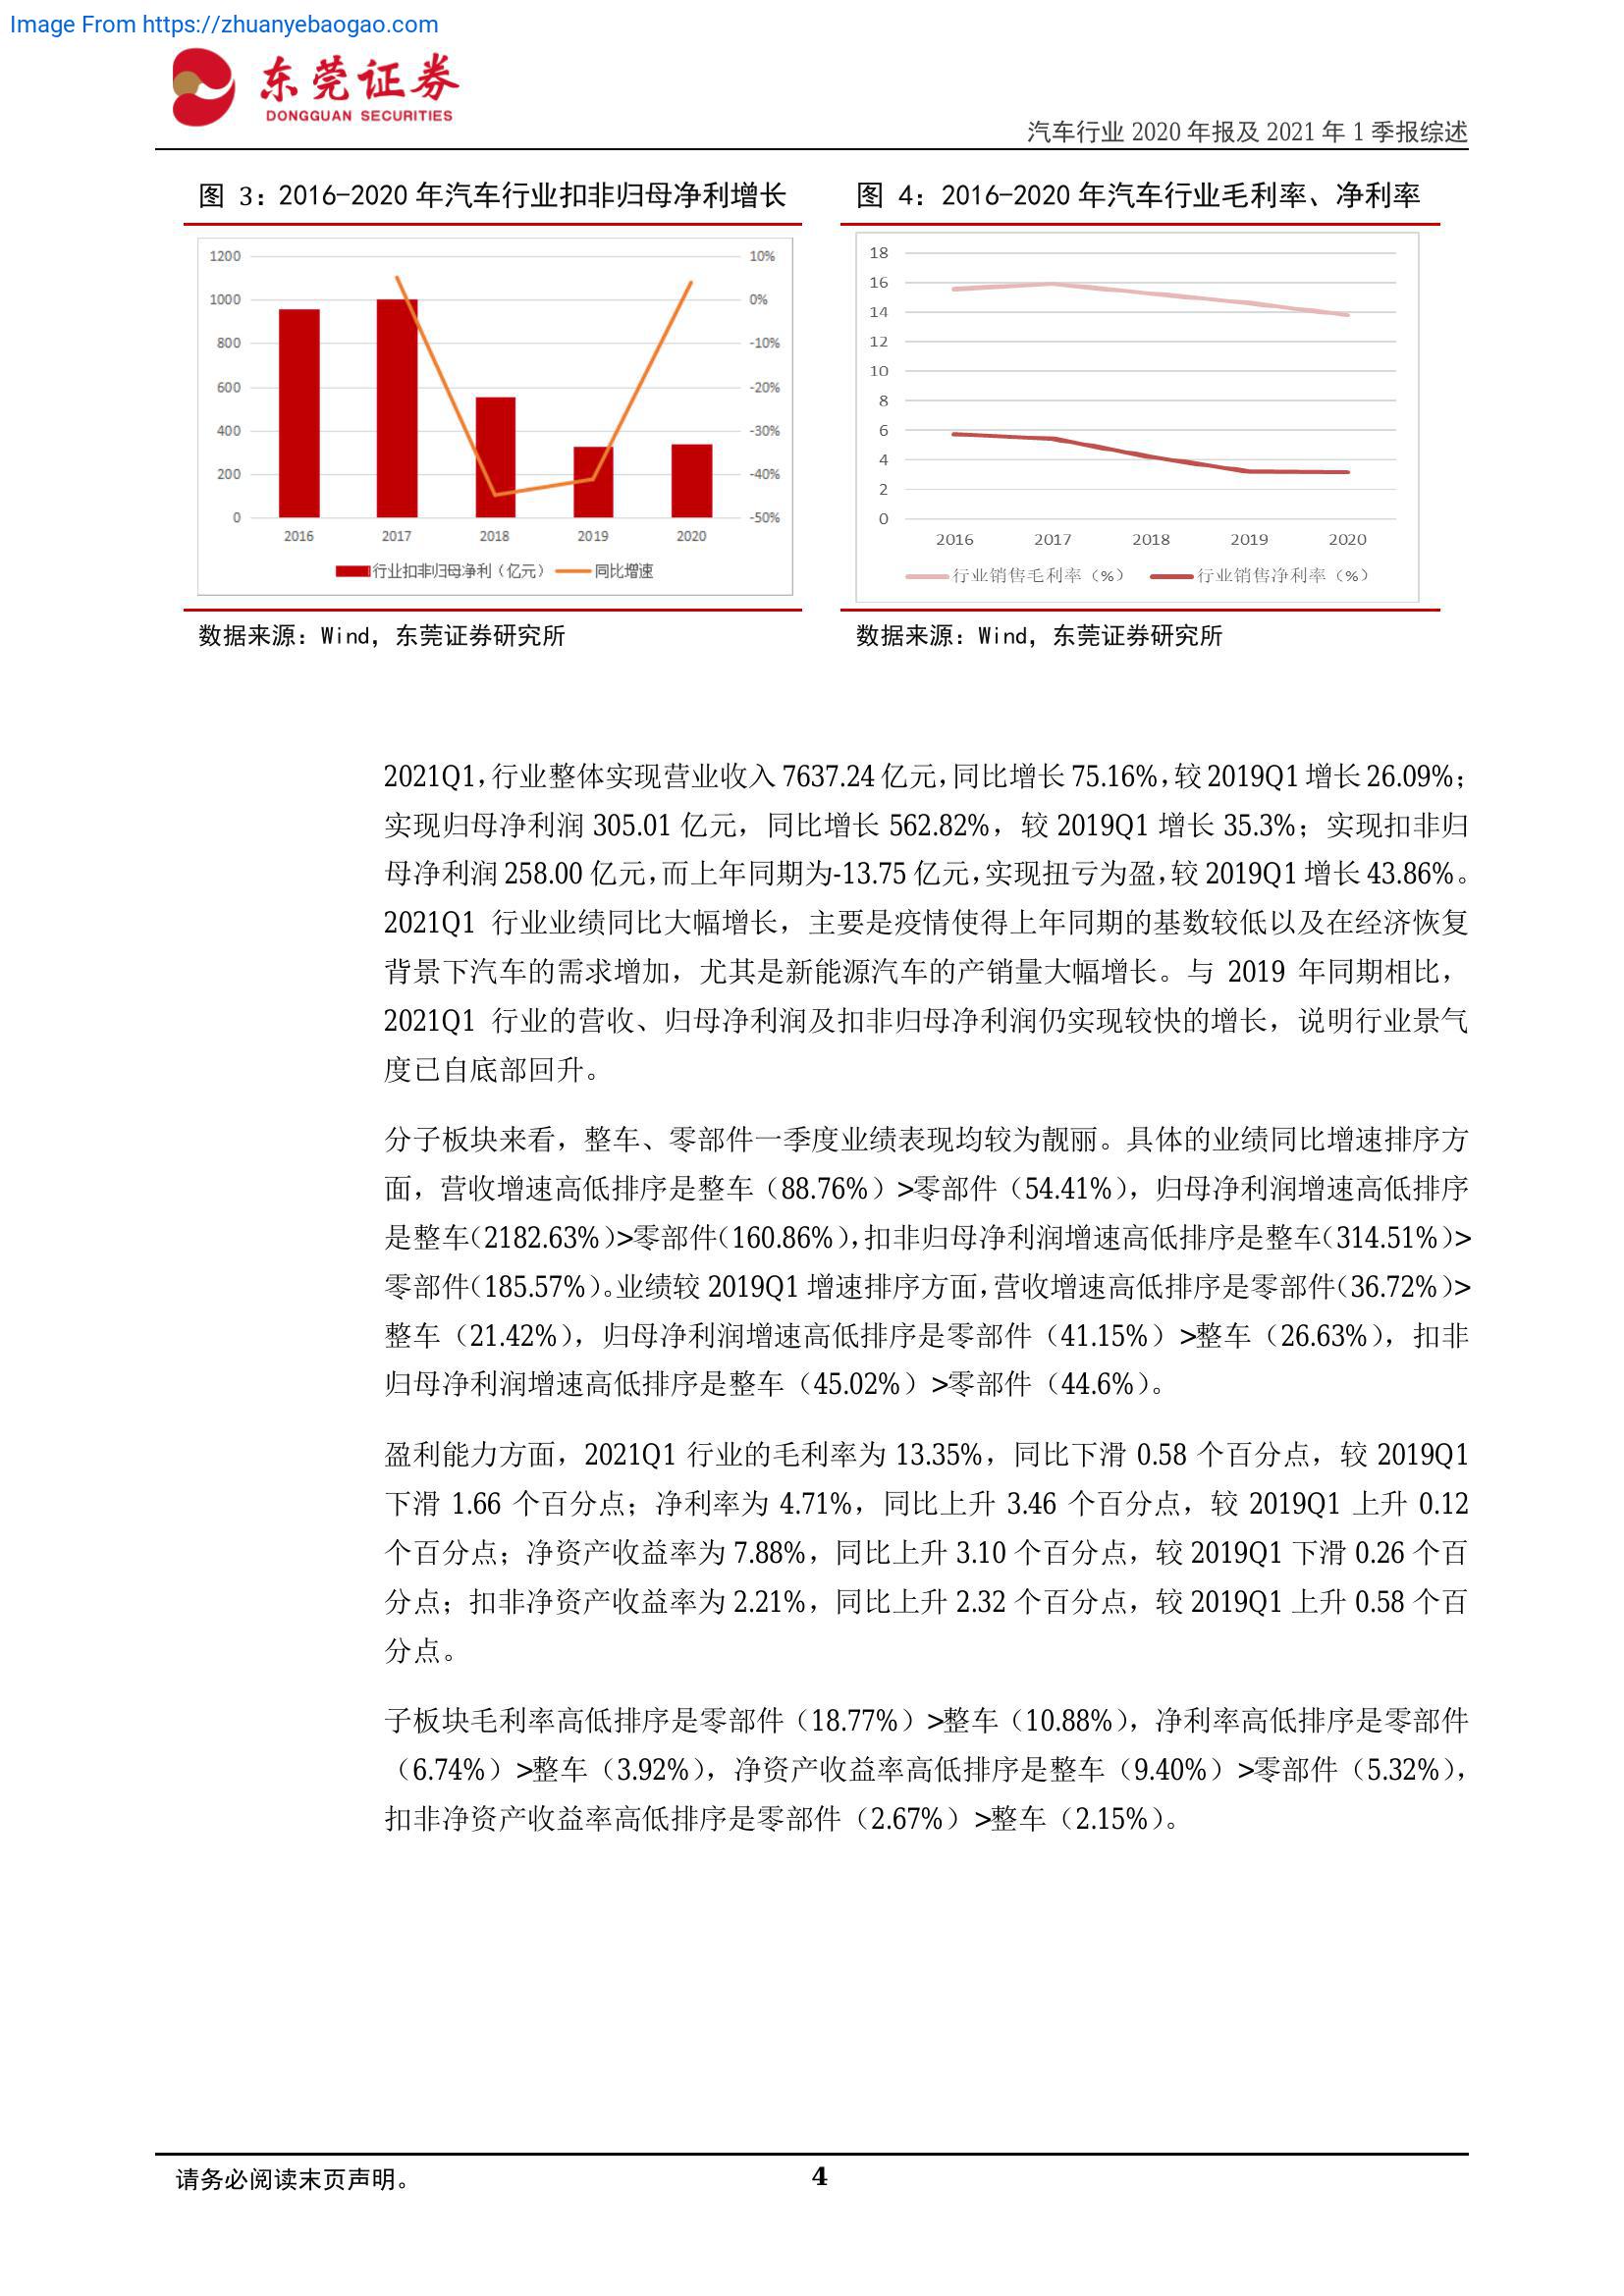 Image From https://zhuanyebaogao.com
东莞证券
DONGGUAN SECURITIES
汽车行业 2020 年报及 2021 年 1 季报综述
图 3：2016-2020 年汽车行业扣非归母净利增长
1200
1000
800
600
400
200
0
10%
0%
-10%
-20%
-30%
-40%
-50%
2016 2017 2018 2019 2020
行业扣非归母净利（亿元） 同比增速
数据来源：Wind，东莞证券研究所
图 4：2016-2020 年汽车行业毛利率、净利率
18
16
14
12
10
8
6
4
2
0
2016 2017 2018 2019 2020
行业销售毛利率（%） 行业销售净利率（%）
数据来源：Wind，东莞证券研究所
2021Q1，行业整体实现营业收入 7637.24 亿元，同比增长 75.16%，较 2019Q1 增长 26.09%；
实现归母净利润 305.01 亿元，同比增长 562.82%，较 2019Q1 增长 35.3%；实现扣非归
母净利润 258.00 亿元，而上年同期为-13.75 亿元，实现扭亏为盈，较 2019Q1 增长 43.86%。
2021Q1 行业业绩同比大幅增长，主要是疫情使得上年同期的基数较低以及在经济恢复
背景下汽车的需求增加，尤其是新能源汽车的产销量大幅增长。与 2019 年同期相比，
2021Q1 行业的营收、归母净利润及扣非归母净利润仍实现较快的增长，说明行业景气
度已自底部回升。
分子板块来看，整车、零部件一季度业绩表现均较为靓丽。具体的业绩同比增速排序方
面，营收增速高低排序是整车（88.76%）>零部件（54.41%），归母净利润增速高低排序
是整车（2182.63%）>零部件（160.86%），扣非归母净利润增速高低排序是整车（314.51%）>
零部件（185.57%）。业绩较 2019Q1 增速排序方面，营收增速高低排序是零部件（36.72%）>
整车（21.42%），归母净利润增速高低排序是零部件（41.15%）>整车（26.63%），扣非
归母净利润增速高低排序是整车（45.02%）>零部件（44.6%）。
盈利能力方面，2021Q1 行业的毛利率为 13.35%，同比下滑 0.58 个百分点，较 2019Q1
下滑 1.66 个百分点；净利率为 4.71%，同比上升 3.46 个百分点，较 2019Q1 上升 0.12
个百分点；净资产收益率为 7.88%，同比上升 3.10 个百分点，较 2019Q1 下滑 0.26 个百
分点；扣非净资产收益率为 2.21%，同比上升 2.32 个百分点，较 2019Q1 上升 0.58 个百
分点。
子板块毛利率高低排序是零部件（18.77%）>整车（10.88%），净利率高低排序是零部件
（6.74%）>整车（3.92%），净资产收益率高低排序是整车（9.40%）>零部件（5.32%），
扣非净资产收益率高低排序是零部件（2.67%）>整车（2.15%）。
请务必阅读末页声明。
4